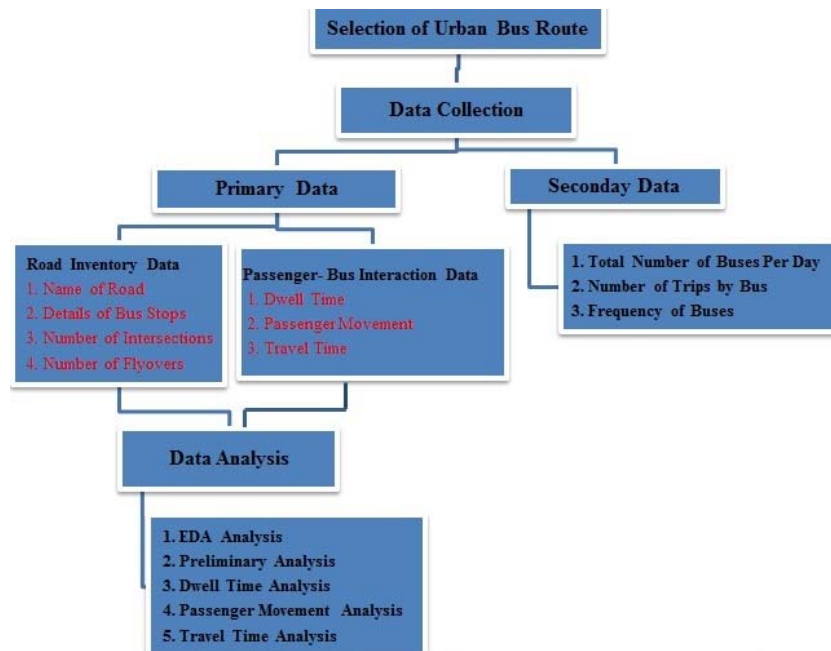 Selection of Urban Bus Route
Data Collection
Primary Data
Seconday Data
Road Inventory Data
1. Name of Road
2. Details of Bus Stops
3. Number of Intersections
4. Number of Flyovers
Passenger- Bus Interaction Data
1. Dwell Time
2. Passenger Movement
3. Travel Time
1. Total Number of Buses Per Day
2. Number of Trips by Bus
3. Frequency of Buses
Data Analysis
1. EDA Analysis
2. Preliminary Analysis
3. Dwell Time Analysis
4. Passenger Movement Analysis
5. Travel Time Analysis